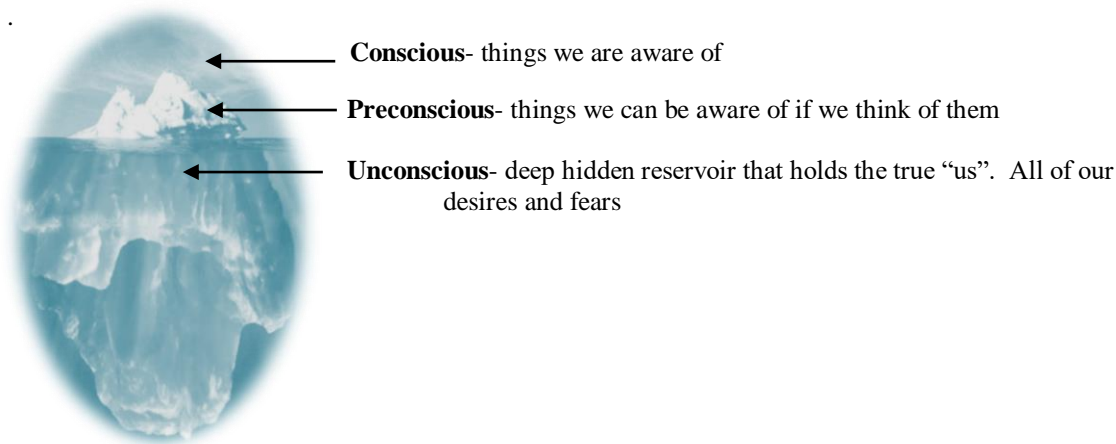 .
Conscious- things we are aware of
Preconscious- things we can be aware of if we think of them
Unconscious- deep hidden reservoir that holds the true “us”.  All of our
desires and fears